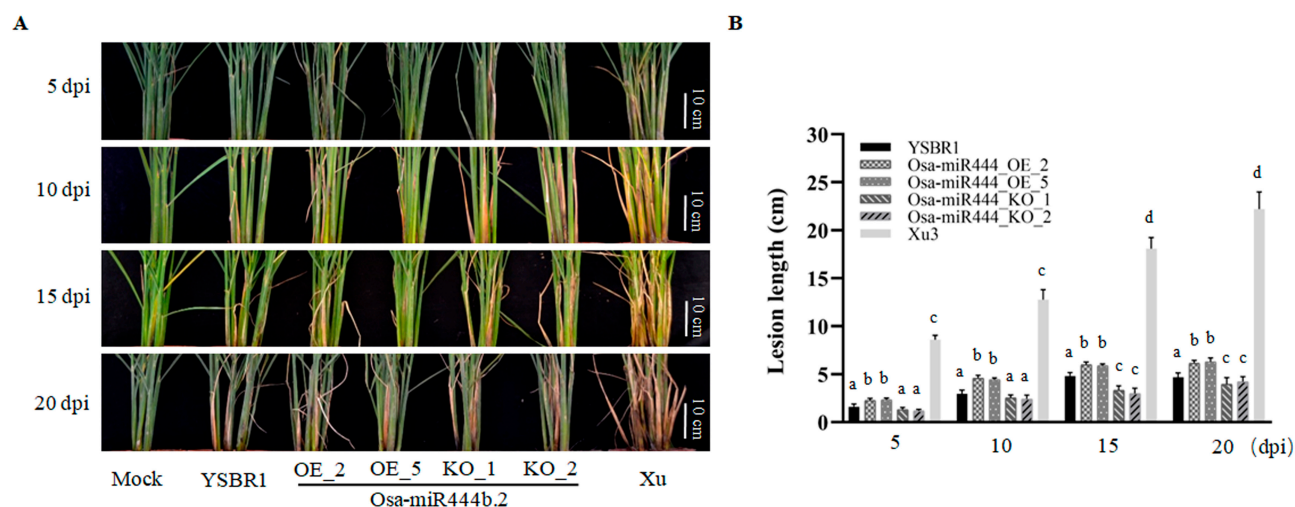 A
5 dpi
10 cm
10 dpi
10 cm
15 dpi
10 cm
20 dpi
10 cm
Mock YSBR1 OE_2 OE_5 KO_1 KO_2 Xu
Osa-miR444b.2
B
Lesion length (cm)
30
25
20
15
10
5
0
YSBR1
Osa-miR444_OE_2
Osa-miR444_OE_5
Osa-miR444_KO_1
Osa-miR444_KO_2
Xu3
a b b a a c
a b b a a c
a b b c c d
a b b c c d
5 10 15 20 (dpi)